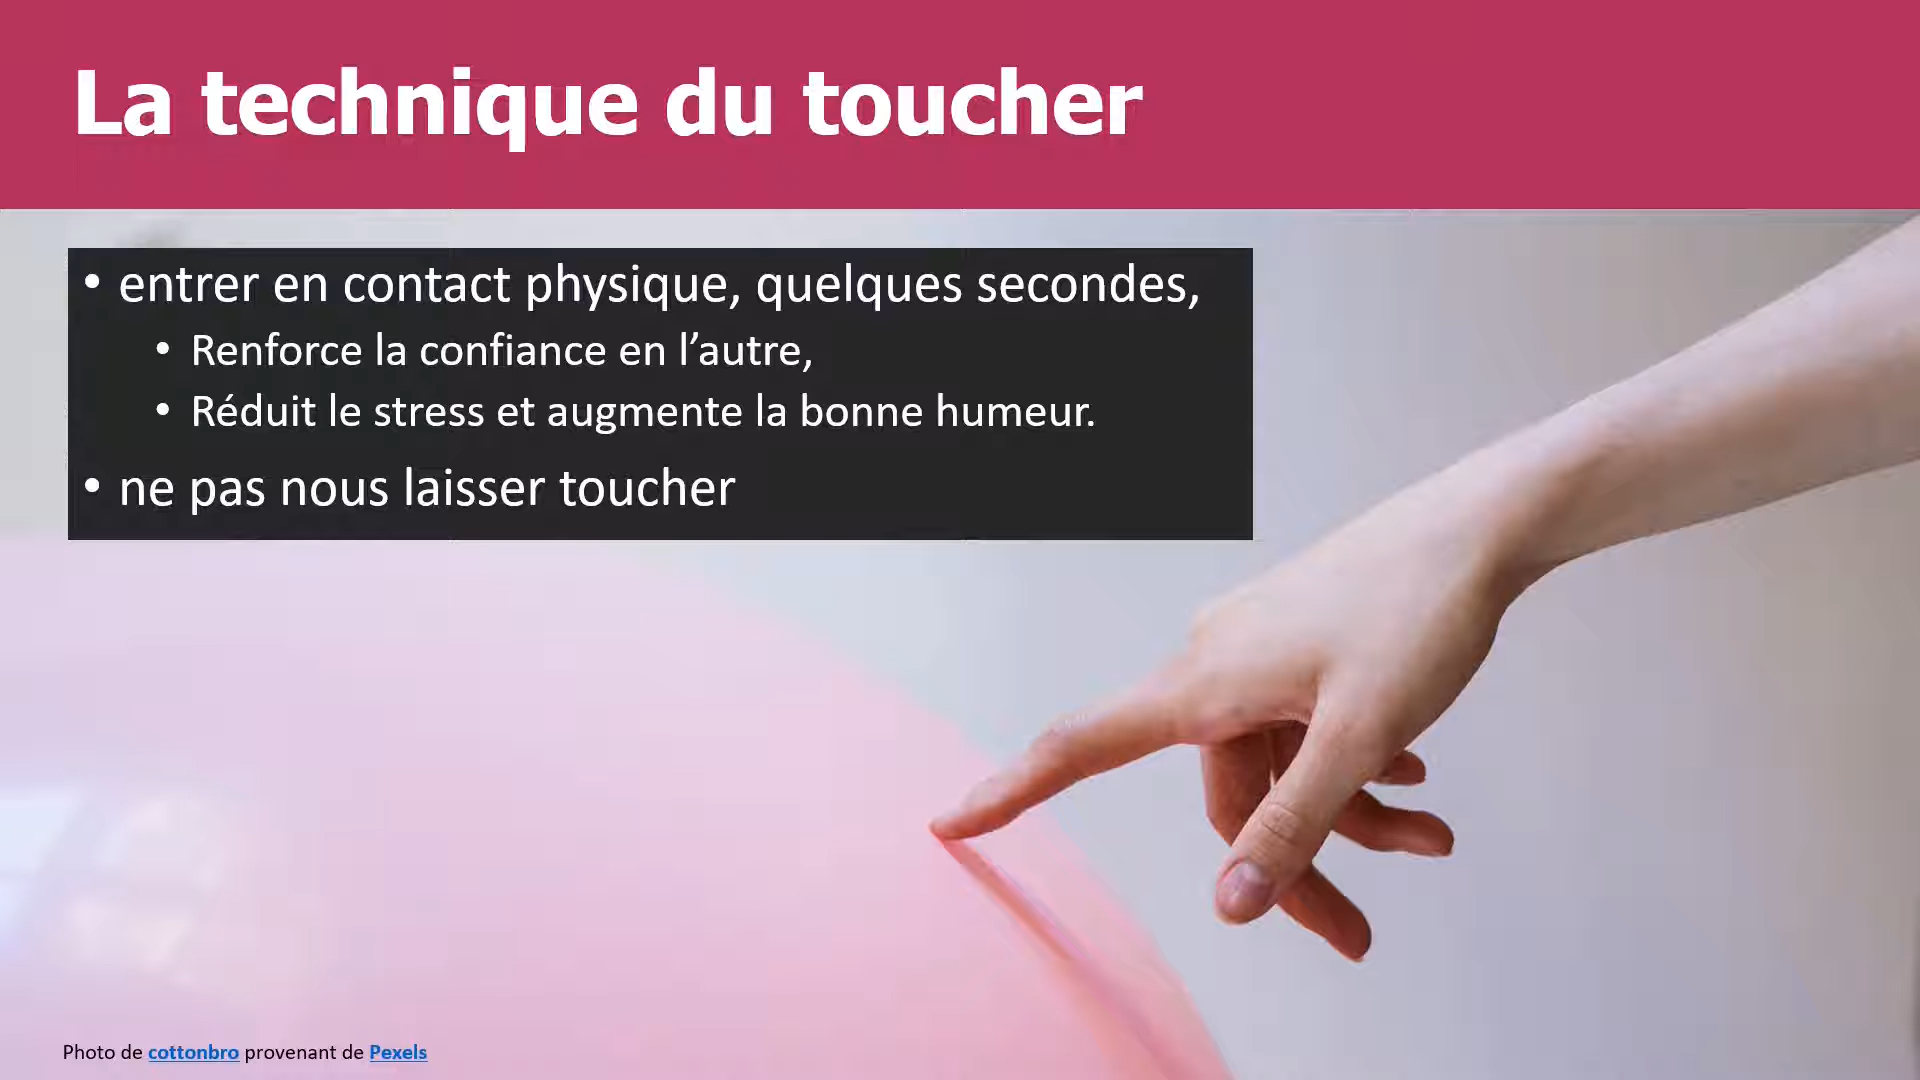 La technique du toucher
• entrer en contact physique, quelques secondes,
• Renforce la confiance en l’autre,
• Réduit le stress et augmente la bonne humeur.
• ne pas nous laisser toucher
Photo de cottonbro provenant de Pexels